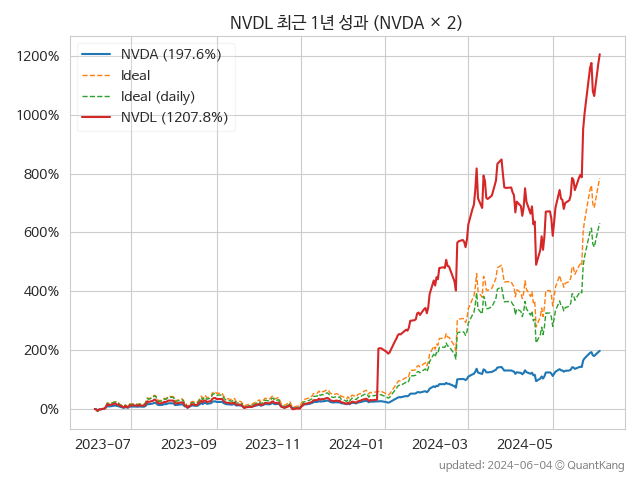 NVDL 최근 1년 성과 (NVDA × 2)
NVDA (197.6%)
Ideal
Ideal (daily)
NVDL (1207.8%)
1200%
1000%
800%
600%
400%
200%
0%
2023-07 2023-09 2023-11 2024-01 2024-03 2024-05
updated: 2024-06-04 © QuantKang